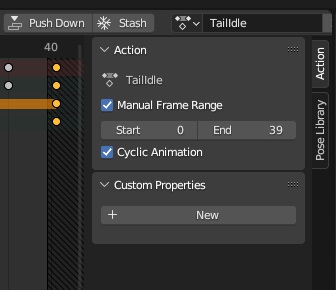 Push Down Stash TailIdle
40
Action
TailIdle
Manual Frame Range
Start 0 End 39
Cyclic Animation
Custom Properties
+ New
Action
Pose Library